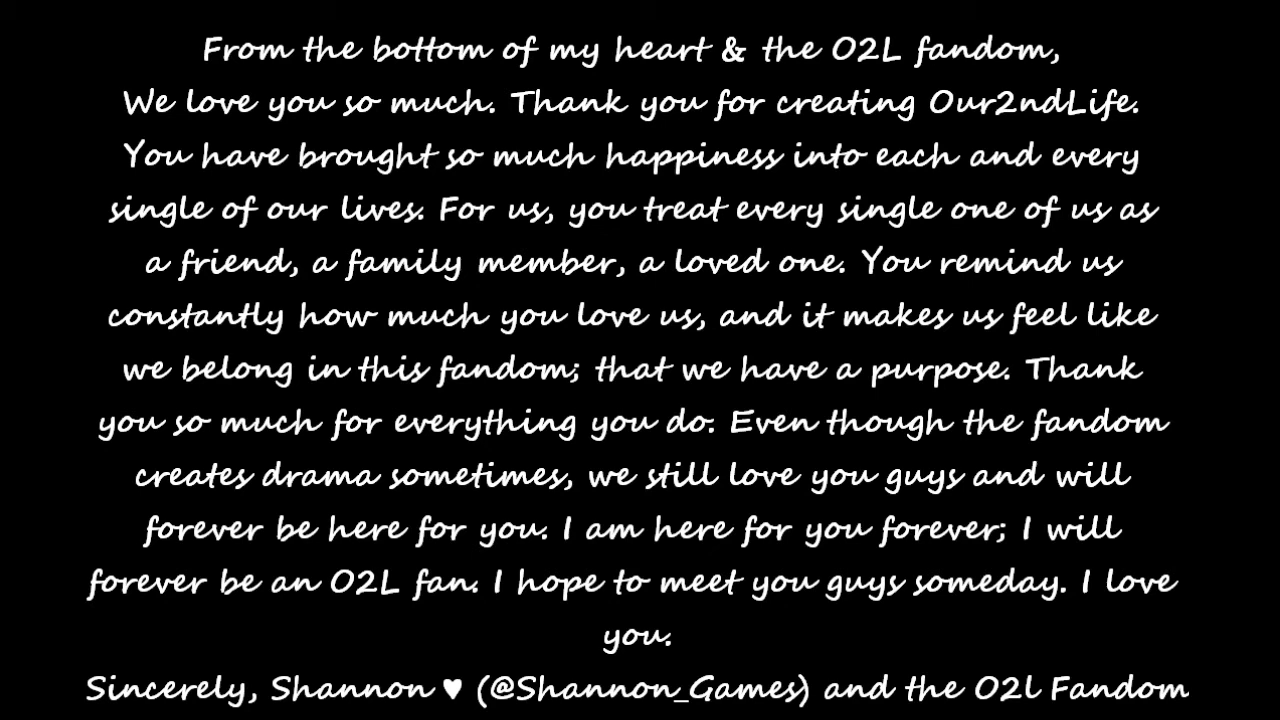 From the bottom of my heart & the O2L fandom,
We love you so much. Thank you for creating Our2ndLife.
You have brought so much happiness into each and every
single of our lives. For us, you treat every single one of us as
a friend, a family member, a loved one. You remind us
constantly how much you love us, and it makes us feel like
we belong in this fandom; that we have a purpose. Thank
you so much for everything you do. Even though the fandom
creates drama sometimes, we still love you guys and will
forever be here for you. I am here for you forever; I will
forever be an O2L fan. I hope to meet you guys someday. I love
you.
Sincerely, Shannon ♥ (@Shannon_Games) and the O2l Fandom